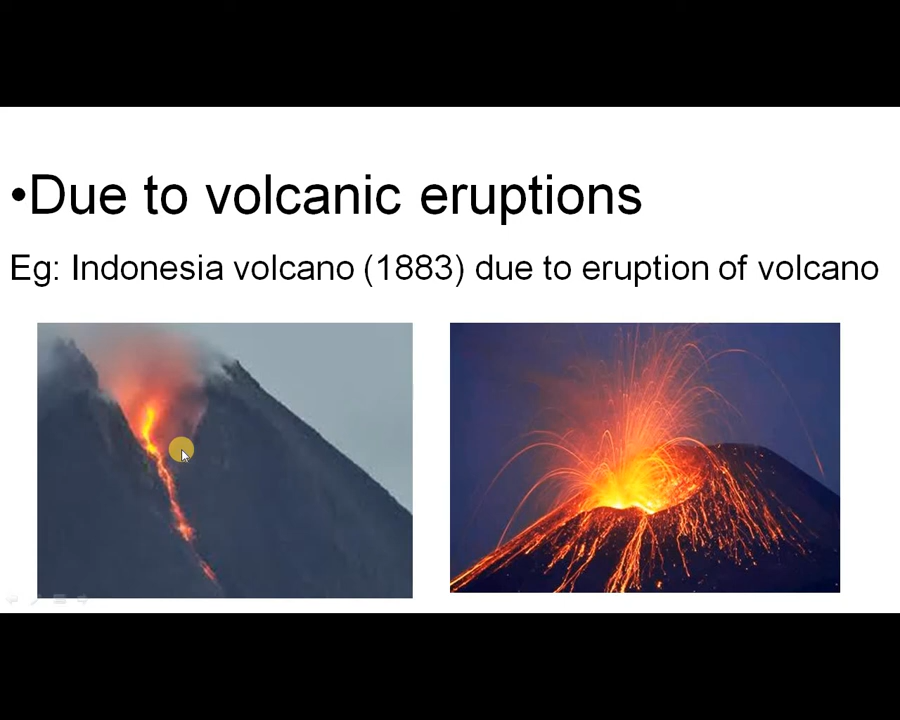 •Due to volcanic eruptions
Eg: Indonesia volcano (1883) due to eruption of volcano